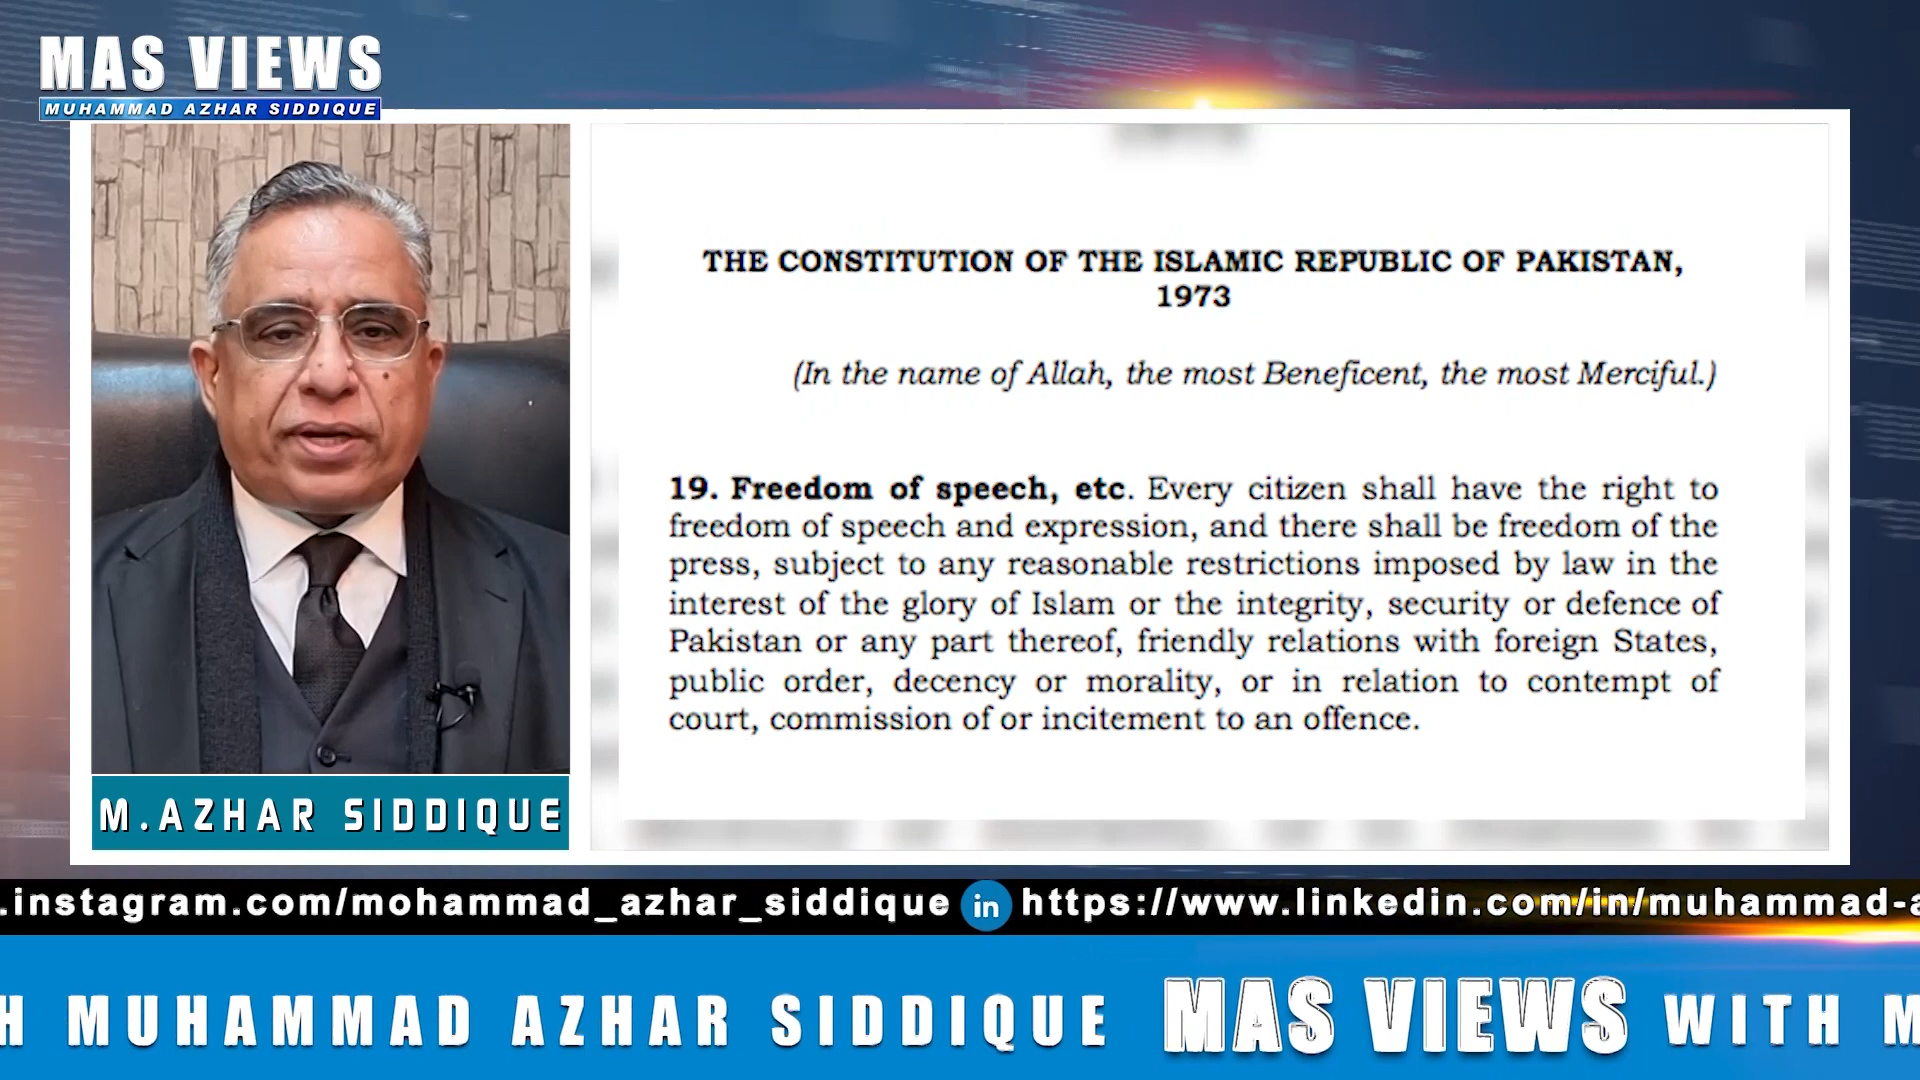 MAS VIEWS
MUHAMMAD AZHAR SIDDIQUE
THE CONSTITUTION OF THE ISLAMIC REPUBLIC OF PAKISTAN,
1973
(In the name of Allah, the most Beneficent, the most Merciful.)
19. Freedom of speech, etc. Every citizen shall have the right to
freedom of speech and expression, and there shall be freedom of the
press, subject to any reasonable restrictions imposed by law in the
interest of the glory of Islam or the integrity, security or defence of
Pakistan or any part thereof, friendly relations with foreign States,
public order, decency or morality, or in relation to contempt of
court, commission of or incitement to an offence.
M.AZHAR SIDDIQUE
.instagram.com/mohammad_azhar_siddique in https://www.linkedin.com/in/muhammad-a
H MUHAMMAD AZHAR SIDDIQUE MAS VIEWS WITH M